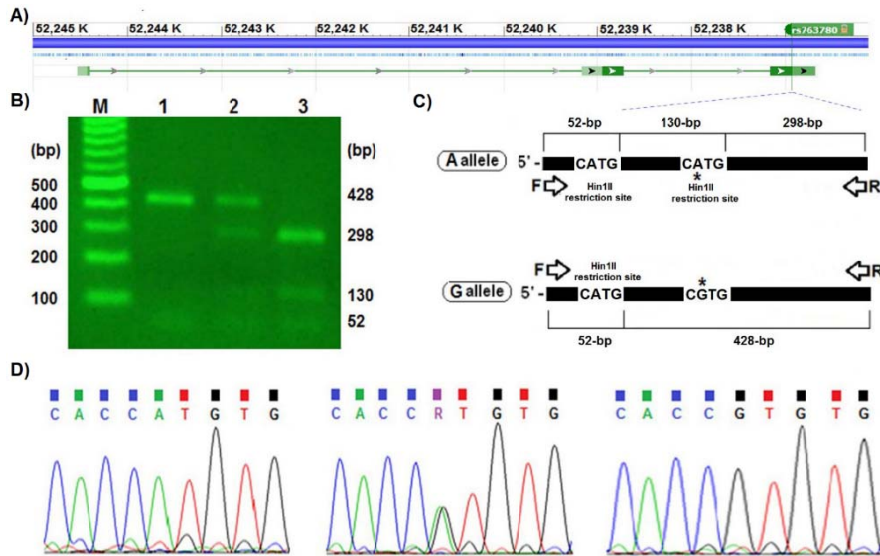 A)
52,245 K 52,244 K 52,243 K 52,242 K 52,241 K 52,240 K 52,239 K 52,238 K rs763780
B)
M 1 2 3
(bp) (bp)
500
400 428
300 298
200
100 130
52
C)
52-bp 130-bp 298-bp
A allele 5' - CATG CATG
F * R
Hin1II Hin1II
restriction site restriction site
Hin1II
F restriction site * R
G allele 5' - CATG CGTG
52-bp 428-bp
D)
C A C C A T G T G C A C C R T G T G C A C C G T G T G